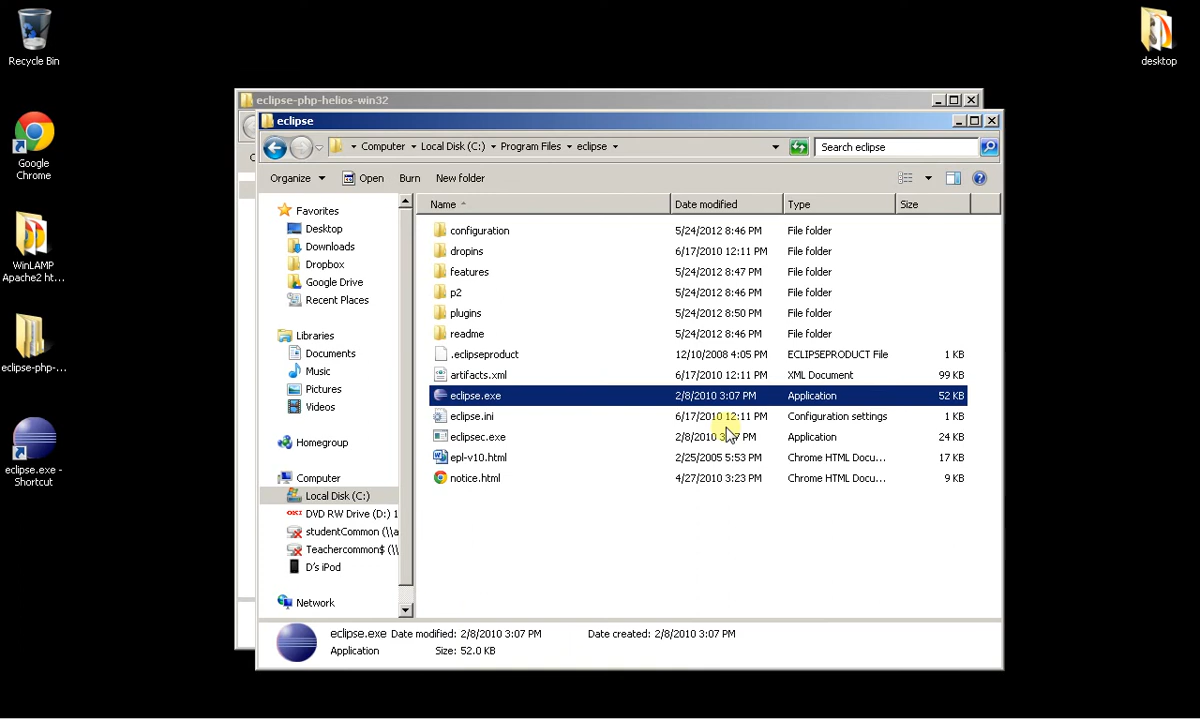 Recycle Bin
Google
Chrome
WinLAMP
Apache2 ht...
eclipse-php-...
eclipse.exe -
Shortcut
desktop
eclipse-php-helios-win32
eclipse
Computer Local Disk (C:) Program Files eclipse
Search eclipse
Organize Open Burn New folder
Name Date modified Type Size
Favorites
Desktop
Downloads
Dropbox
Google Drive
Recent Places
Libraries
Documents
Music
Pictures
Videos
Homegroup
Computer
Local Disk (C:)
DVD RW Drive (D:) 1
studentCommon (\\a
Teachercommon$ (\\
D's iPod
Network
configuration 5/24/2012 8:46 PM File folder
dropins 6/17/2010 12:11 PM File folder
features 5/24/2012 8:47 PM File folder
p2 5/24/2012 8:46 PM File folder
plugins 5/24/2012 8:50 PM File folder
readme 5/24/2012 8:46 PM File folder
.eclipseproduct 12/10/2008 4:05 PM ECLIPSEPRODUCT File 1 KB
artifacts.xml 6/17/2010 12:11 PM XML Document 99 KB
eclipse.exe 2/8/2010 3:07 PM Application 52 KB
eclipse.ini 6/17/2010 12:11 PM Configuration settings 1 KB
eclipsec.exe 2/8/2010 3:07 PM Application 24 KB
epl-v10.html 2/25/2005 5:53 PM Chrome HTML Docu... 17 KB
notice.html 4/27/2010 3:23 PM Chrome HTML Docu... 9 KB
eclipse.exe Date modified: 2/8/2010 3:07 PM Date created: 2/8/2010 3:07 PM
Application Size: 52.0 KB